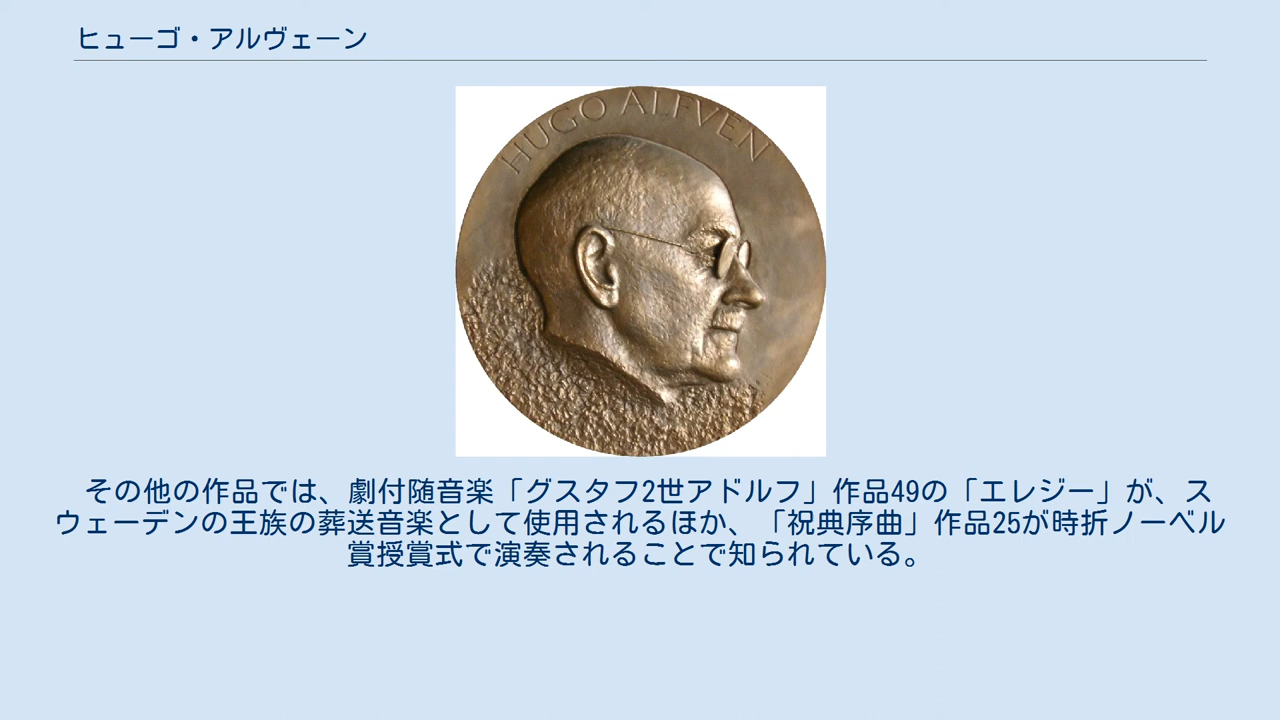 ヒューゴ・アルヴェーン
HUGO ALFVEN
その他の作品では、劇付随音楽「グスタフ2世アドルフ」作品49の「エレジー」が、ス
ウェーデンの王族の葬送音楽として使用されるほか、「祝典序曲」作品25が時折ノーベル
賞授賞式で演奏されることで知られている。